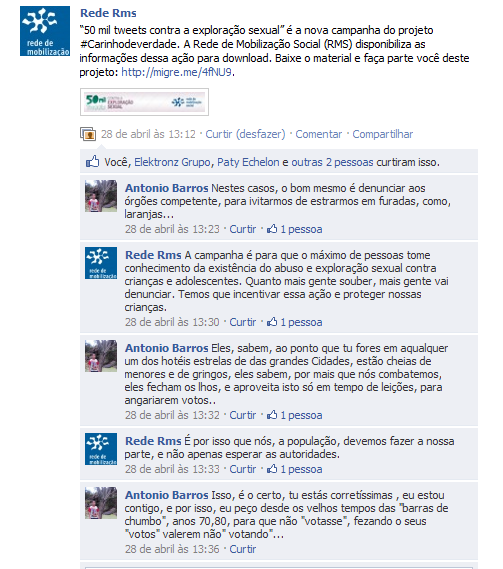 rede de
mobilização
Rede Rms
"50 mil tweets contra a exploração sexual" é a nova campanha do projeto
#Carinhodeverdade. A Rede de Mobilização Social (RMS) disponibiliza as
informações dessa ação para download. Baixe o material e faça parte você deste
projeto: http://migre.me/4fNU9.
50
EXPLORAÇÃO
SEXUAL
28 de abril às 13:12 · Curtir (desfazer) · Comentar · Compartilhar
Você, Elektronz Grupo, Paty Echelon e outras 2 pessoas curtiram isso.
Antonio Barros Nestes casos, o bom mesmo é denunciar aos
órgões competente, para ivitarmos de estrarmos em furadas, como,
laranjas...
28 de abril às 13:23 · Curtir · 1 pessoa
rede de
mobilização
Rede Rms A campanha é para que o máximo de pessoas tome
conhecimento da existência do abuso e exploração sexual contra
crianças e adolescentes. Quanto mais gente souber, mais gente vai
denunciar. Temos que incentivar essa ação e proteger nossas
crianças.
28 de abril às 13:30 · Curtir · 1 pessoa
Antonio Barros Eles, sabem, ao ponto que tu fores em aqualquer
um dos hotéis estrelas de das grandes Cidades, estão cheias de
menores e de gringos, eles sabem, por mais que nós combatemos,
eles fecham os lhos, e aproveita isto só em tempo de leições, para
angariarem votos..
28 de abril às 13:32 · Curtir · 1 pessoa
rede de
mobilização
Rede Rms É por isso que nós, a população, devemos fazer a nossa
parte, e não apenas esperar as autoridades.
28 de abril às 13:33 · Curtir · 1 pessoa
Antonio Barros Isso, é o certo, tu estás corretíssimas , eu estou
contigo, e por isso, eu peço desde os velhos tempos das "barras de
chumbo", anos 70,80, para que não "votasse", fezando o seus
"votos" valerem não" votando"...
28 de abril às 13:36 · Curtir